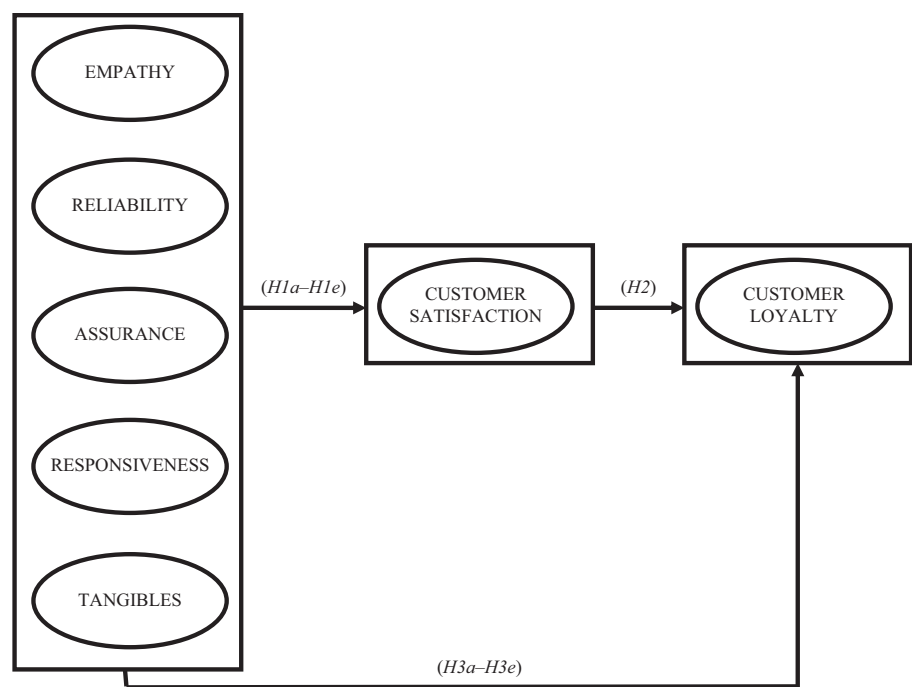 EMPATHY
RELIABILITY
ASSURANCE
RESPONSIVENESS
TANGIBLES
(H1a–H1e)
CUSTOMER
SATISFACTION
(H2)
CUSTOMER
LOYALTY
(H3a–H3e)